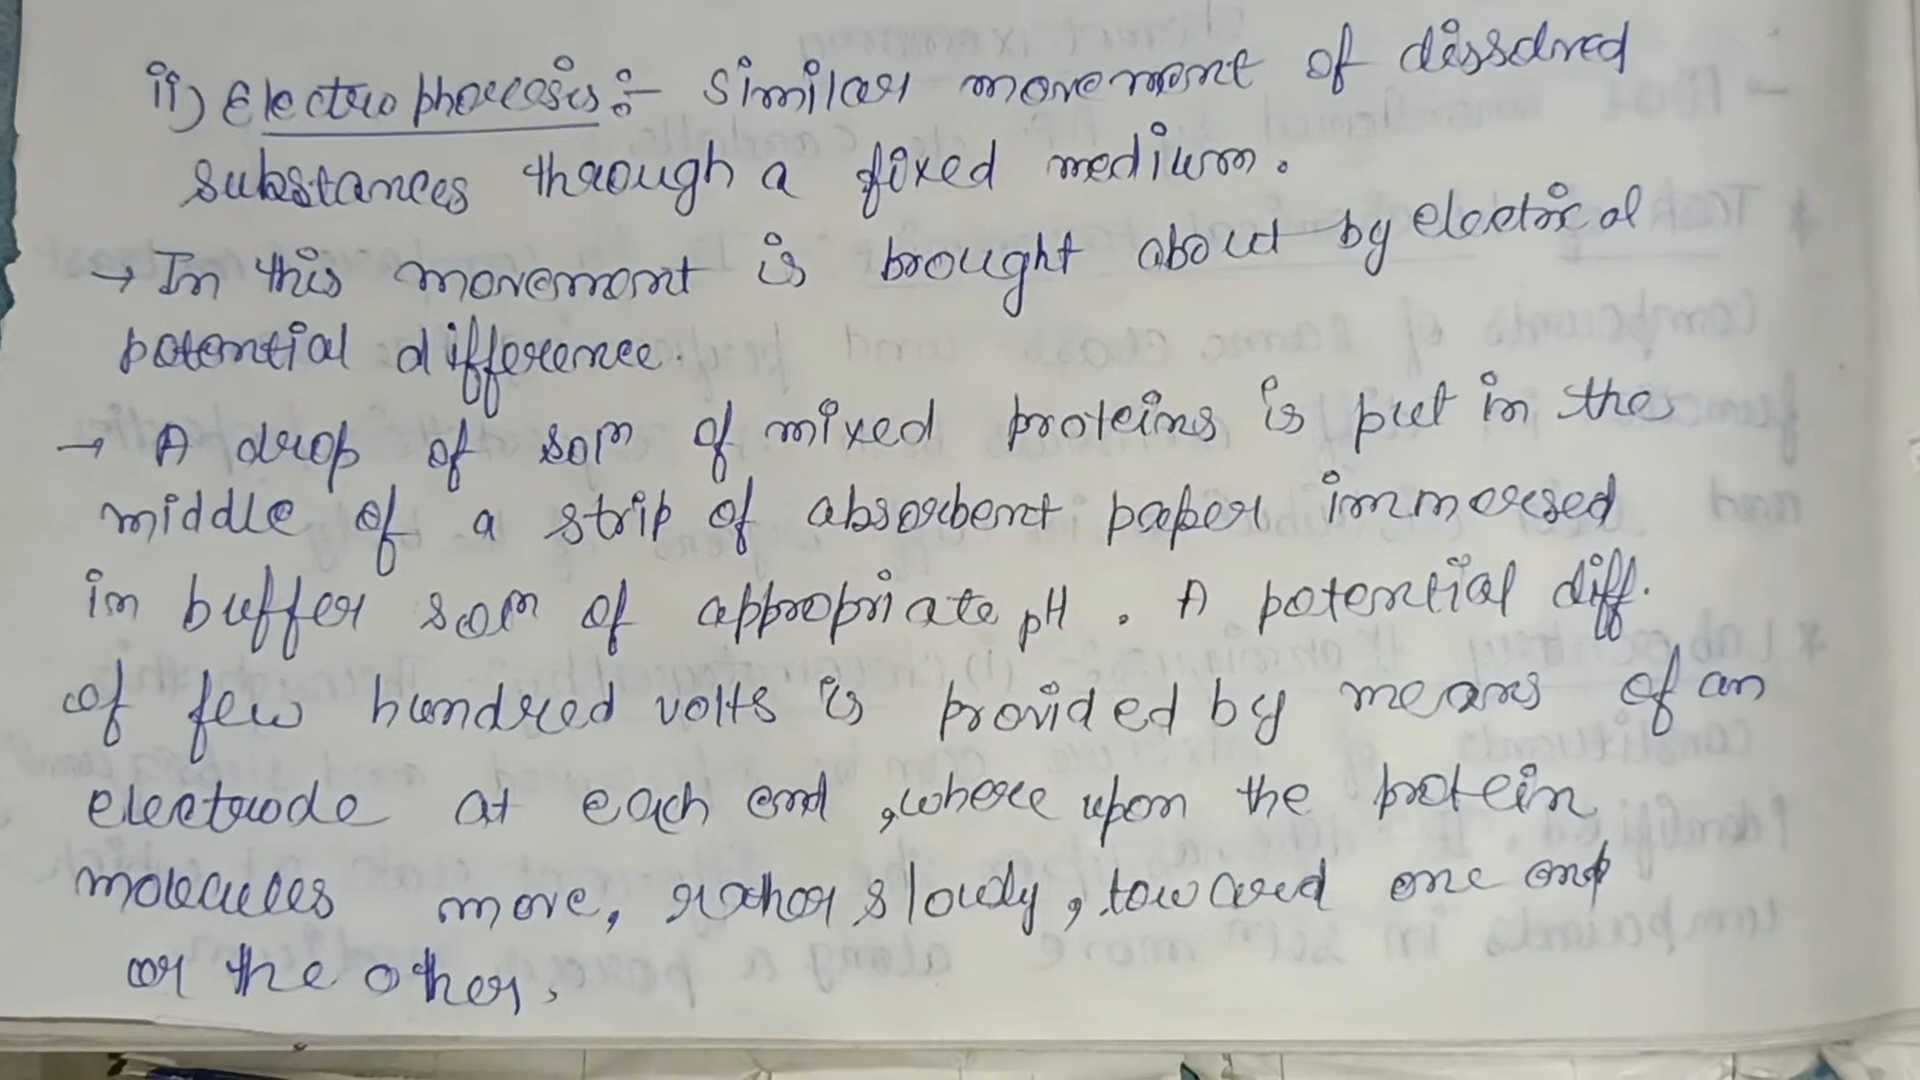 ii) Electrophoresis :- Similar movement of dissolved
substances through a fixed medium.
→ In this movement is brought about by electrical
potential difference.
→ A drop of solⁿ of mixed proteins is put in the
middle of a strip of absorbent paper immersed
in buffer solⁿ of appropriate pH. A potential diff.
of few hundred volts is provided by means of an
electrode at each end, where upon the protein
molecules move, rather slowly, toward one end
or the other.